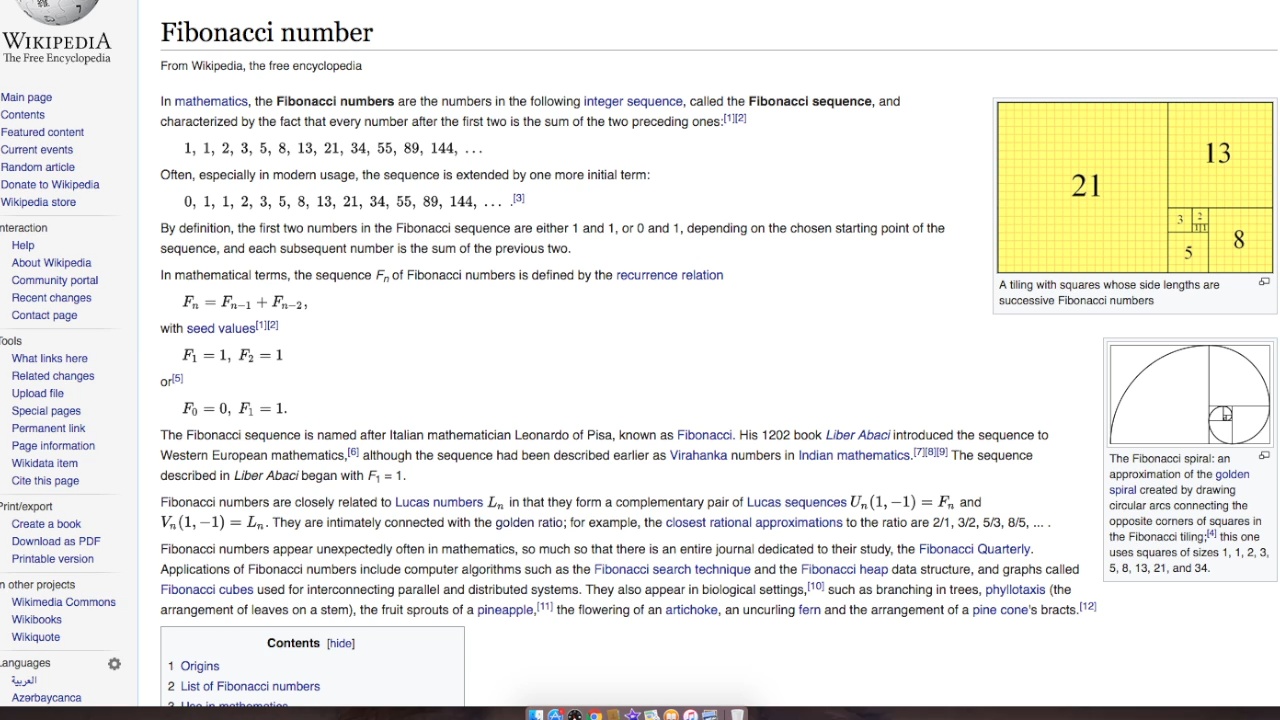 WIKIPEDIA
The Free Encyclopedia
Main page
Contents
Featured content
Current events
Random article
Donate to Wikipedia
Wikipedia store
nteraction
Help
About Wikipedia
Community portal
Recent changes
Contact page
Tools
What links here
Related changes
Upload file
Special pages
Permanent link
Page information
Wikidata item
Cite this page
Print/export
Create a book
Download as PDF
Printable version
n other projects
Wikimedia Commons
Wikibooks
Wikiquote
Languages
العربية
Azərbaycanca
Fibonacci number
From Wikipedia, the free encyclopedia
In mathematics, the Fibonacci numbers are the numbers in the following integer sequence, called the Fibonacci sequence, and
characterized by the fact that every number after the first two is the sum of the two preceding ones:[1][2]
1, 1, 2, 3, 5, 8, 13, 21, 34, 55, 89, 144, ...
Often, especially in modern usage, the sequence is extended by one more initial term:
0, 1, 1, 2, 3, 5, 8, 13, 21, 34, 55, 89, 144, ... .[3]
By definition, the first two numbers in the Fibonacci sequence are either 1 and 1, or 0 and 1, depending on the chosen starting point of the
sequence, and each subsequent number is the sum of the previous two.
In mathematical terms, the sequence Fn of Fibonacci numbers is defined by the recurrence relation
Fn = Fn−1 + Fn−2,
with seed values[1][2]
F1 = 1, F2 = 1
or[5]
F0 = 0, F1 = 1.
The Fibonacci sequence is named after Italian mathematician Leonardo of Pisa, known as Fibonacci. His 1202 book Liber Abaci introduced the sequence to
Western European mathematics,[6] although the sequence had been described earlier as Virahanka numbers in Indian mathematics.[7][8][9] The sequence
described in Liber Abaci began with F1 = 1.
Fibonacci numbers are closely related to Lucas numbers Ln in that they form a complementary pair of Lucas sequences Un(1, −1) = Fn and
Vn(1, −1) = Ln. They are intimately connected with the golden ratio; for example, the closest rational approximations to the ratio are 2/1, 3/2, 5/3, 8/5, ... .
Fibonacci numbers appear unexpectedly often in mathematics, so much so that there is an entire journal dedicated to their study, the Fibonacci Quarterly.
Applications of Fibonacci numbers include computer algorithms such as the Fibonacci search technique and the Fibonacci heap data structure, and graphs called
Fibonacci cubes used for interconnecting parallel and distributed systems. They also appear in biological settings,[10] such as branching in trees, phyllotaxis (the
arrangement of leaves on a stem), the fruit sprouts of a pineapple,[11] the flowering of an artichoke, an uncurling fern and the arrangement of a pine cone's bracts.[12]
Contents [hide]
1 Origins
2 List of Fibonacci numbers
3 Use in mathematics
21
13
3
2
1 1
5
8
A tiling with squares whose side lengths are
successive Fibonacci numbers
The Fibonacci spiral: an
approximation of the golden
spiral created by drawing
circular arcs connecting the
opposite corners of squares in
the Fibonacci tiling;[4] this one
uses squares of sizes 1, 1, 2, 3,
5, 8, 13, 21, and 34.